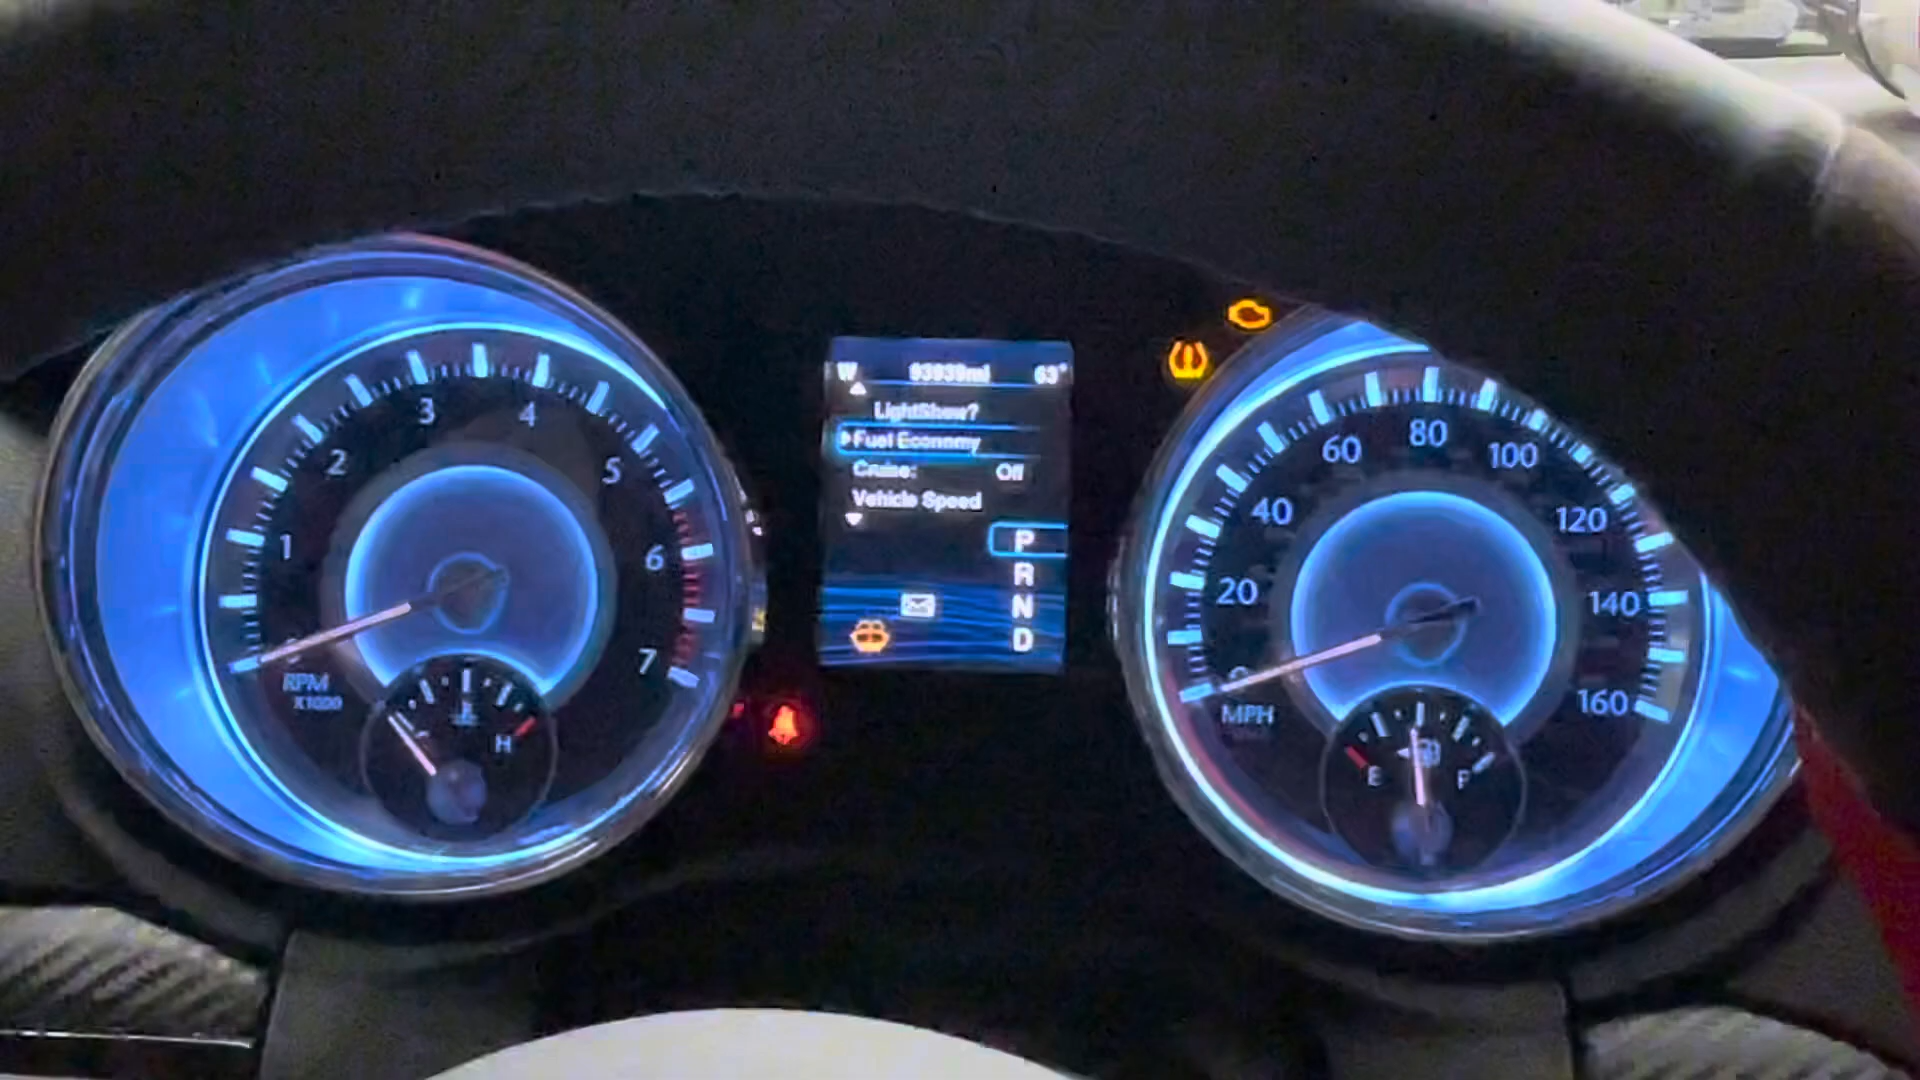 W 93939mi 63°
LightShow?
Fuel Economy
Cruise: Off
Vehicle Speed
P
R
N
D
1
2
3
4
5
6
7
RPM
X1000
H
20
40
60
80
100
120
140
160
0
MPH
E F